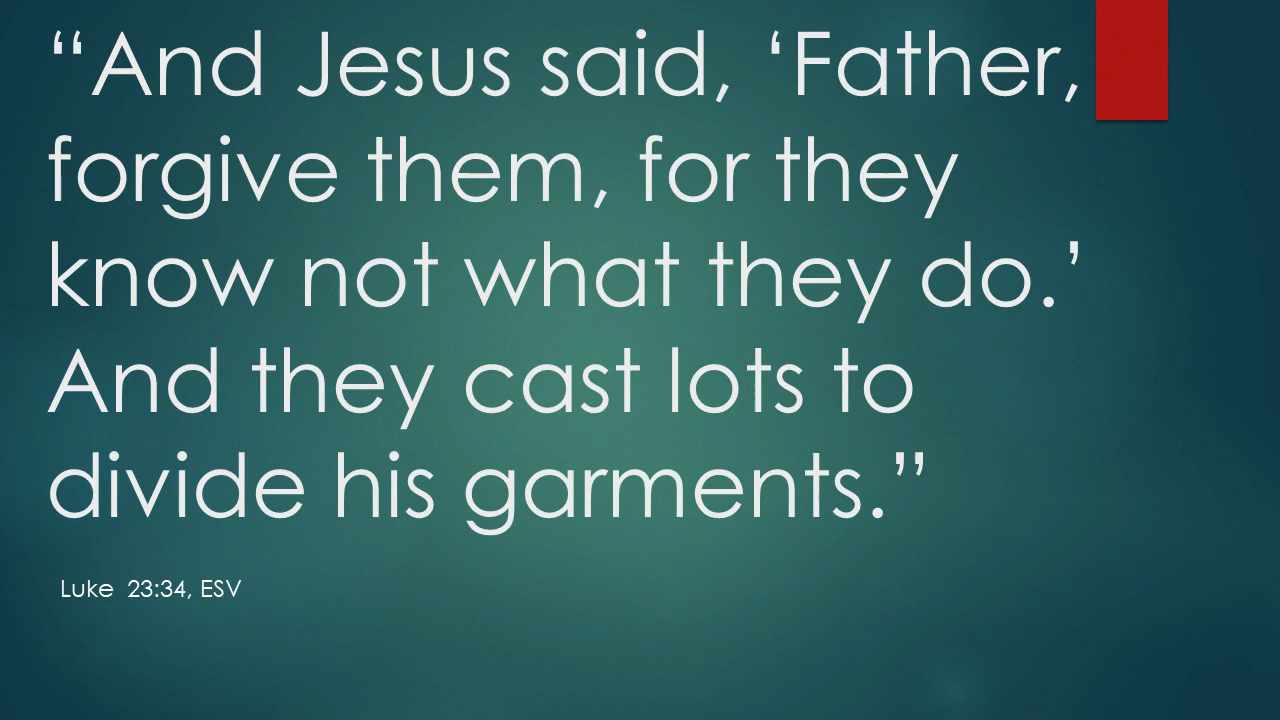 “And Jesus said, ‘Father,
forgive them, for they
know not what they do.’
And they cast lots to
divide his garments.”
Luke  23:34, ESV